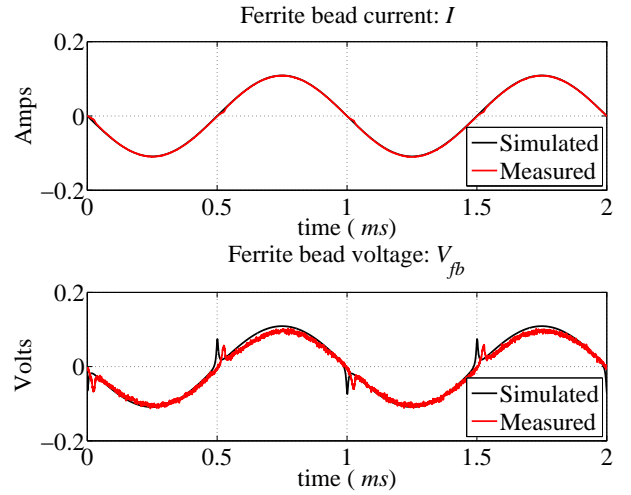 Ferrite bead current: I
0.2
0
−0.2
Amps
Simulated
Measured
0 0.5 1 1.5 2
time ( ms)
Ferrite bead voltage: V_fb
0.2
0
−0.2
Volts
Simulated
Measured
0 0.5 1 1.5 2
time ( ms)